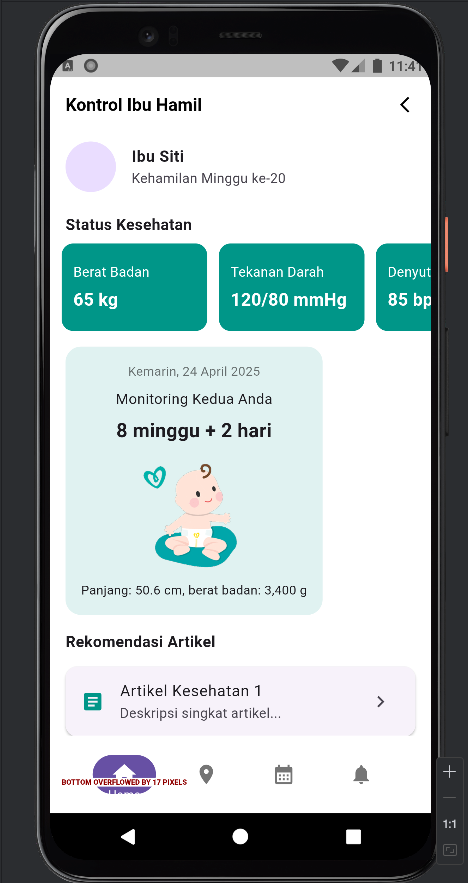 A
11:41
Kontrol Ibu Hamil
Ibu Siti
Kehamilan Minggu ke-20
Status Kesehatan
Berat Badan
65 kg
Tekanan Darah
120/80 mmHg
Denyut
85 bp
Kemarin, 24 April 2025
Monitoring Kedua Anda
8 minggu + 2 hari
Panjang: 50.6 cm, berat badan: 3,400 g
Rekomendasi Artikel
Artikel Kesehatan 1
Deskripsi singkat artikel...
BOTTOM OVERFLOWED BY 17 PIXELS
Home
1:1